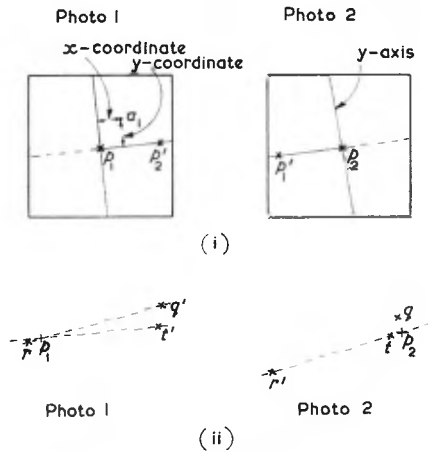 Photo 1
Photo 2
x-coordinate
y-coordinate
y-axis
a₁
p₁
p₂'
p₁'
p₂
(i)
q'
t'
r
p₁
q
t
p₂
r'
Photo 1
Photo 2
(ii)